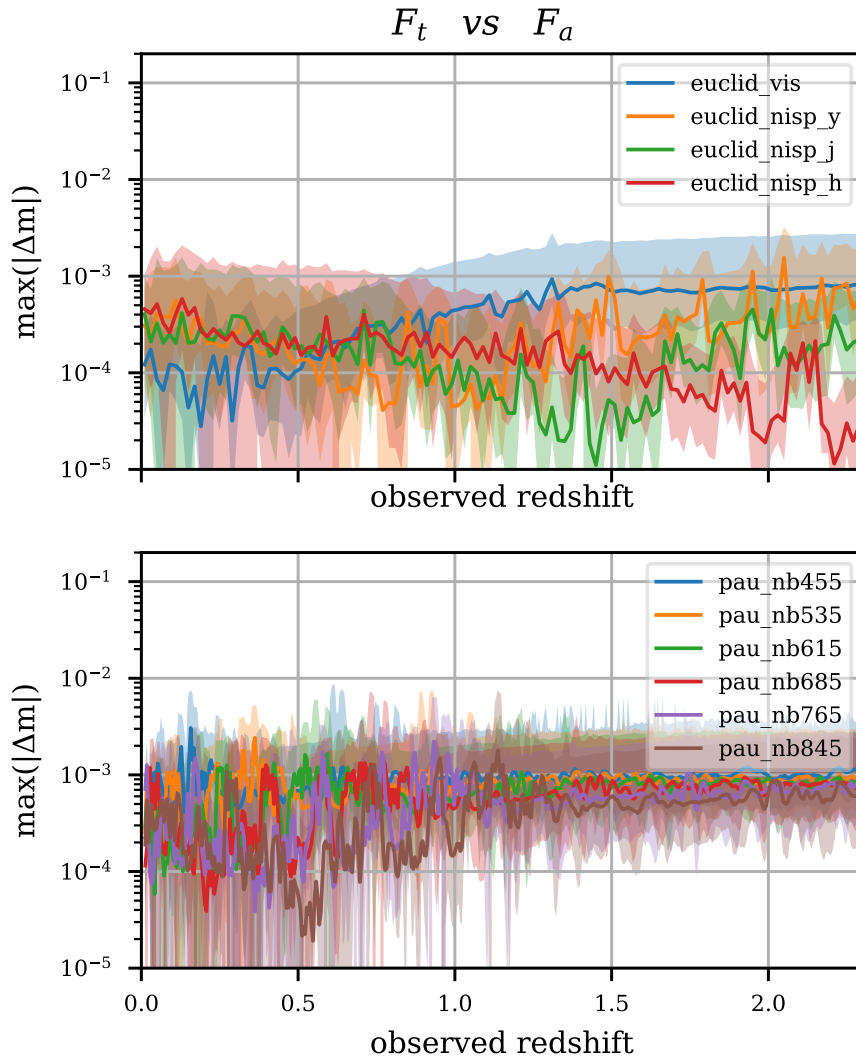 F_t vs F_a
10⁻¹
10⁻²
10⁻³
10⁻⁴
10⁻⁵
max(|Δm|)
euclid_vis
euclid_nisp_y
euclid_nisp_j
euclid_nisp_h
observed redshift
10⁻¹
10⁻²
10⁻³
10⁻⁴
10⁻⁵
max(|Δm|)
pau_nb455
pau_nb535
pau_nb615
pau_nb685
pau_nb765
pau_nb845
0.0 0.5 1.0 1.5 2.0
observed redshift